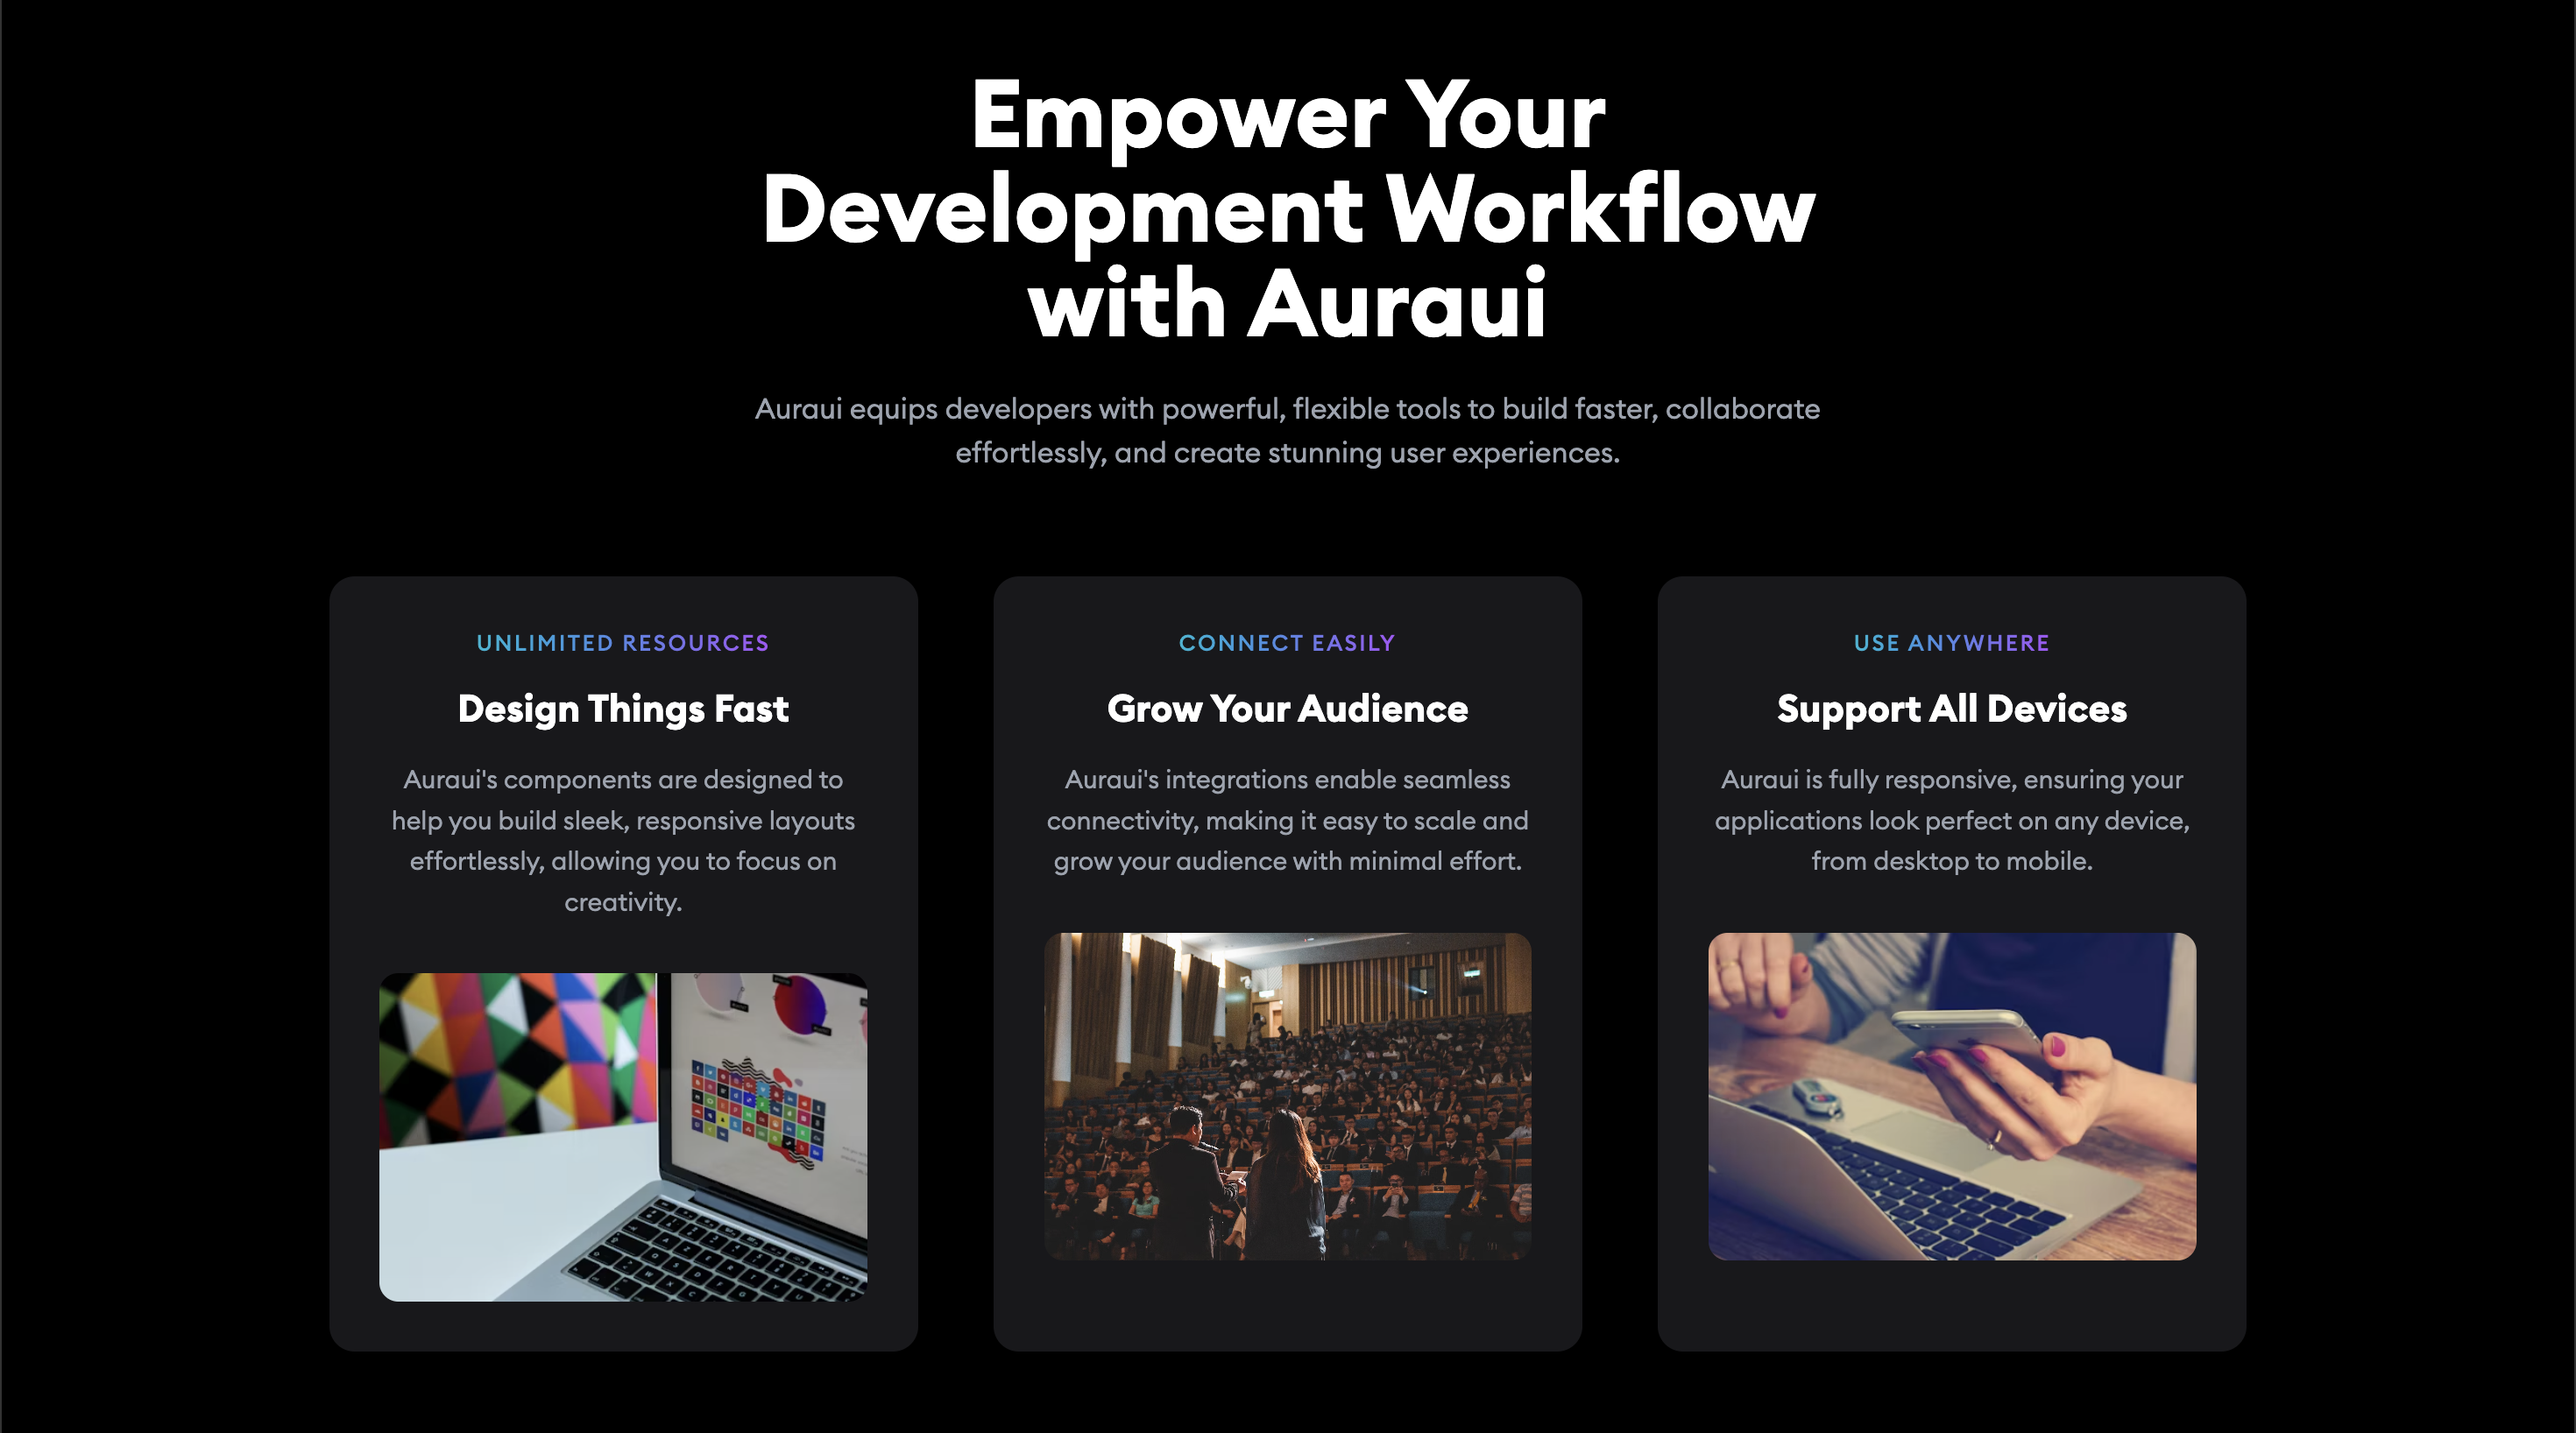 Empower Your
Development Workflow
with Auraui
Auraui equips developers with powerful, flexible tools to build faster, collaborate
effortlessly, and create stunning user experiences.
UNLIMITED RESOURCES
Design Things Fast
Auraui's components are designed to
help you build sleek, responsive layouts
effortlessly, allowing you to focus on
creativity.
CONNECT EASILY
Grow Your Audience
Auraui's integrations enable seamless
connectivity, making it easy to scale and
grow your audience with minimal effort.
USE ANYWHERE
Support All Devices
Auraui is fully responsive, ensuring your
applications look perfect on any device,
from desktop to mobile.